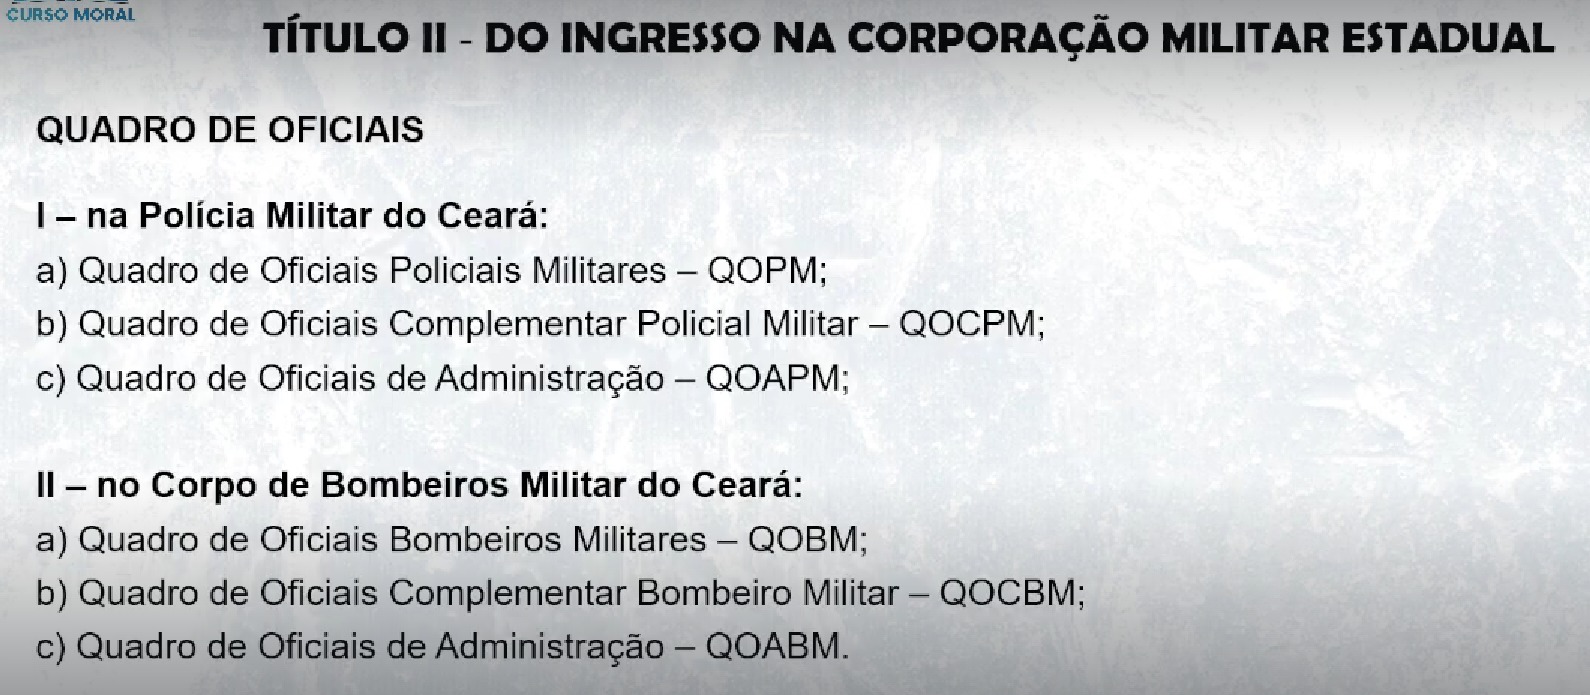 CURSO MORAL
TÍTULO II - DO INGRESSO NA CORPORAÇÃO MILITAR ESTADUAL
QUADRO DE OFICIAIS
I – na Polícia Militar do Ceará:
a) Quadro de Oficiais Policiais Militares – QOPM;
b) Quadro de Oficiais Complementar Policial Militar – QOCPM;
c) Quadro de Oficiais de Administração – QOAPM;
II – no Corpo de Bombeiros Militar do Ceará:
a) Quadro de Oficiais Bombeiros Militares – QOBM;
b) Quadro de Oficiais Complementar Bombeiro Militar – QOCBM;
c) Quadro de Oficiais de Administração – QOABM.